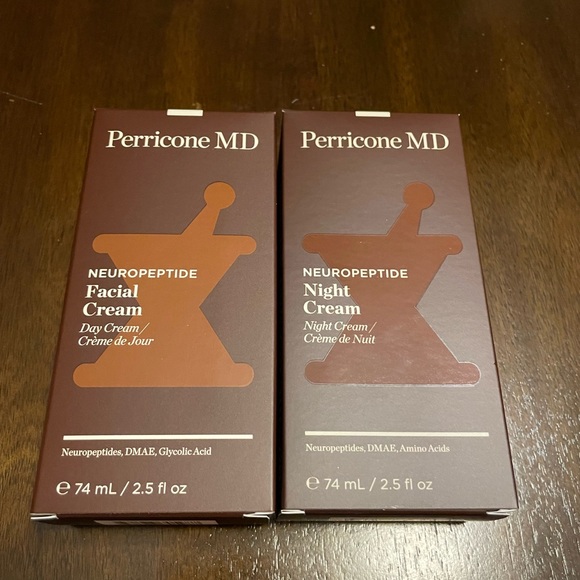 Perricone MD
NEUROPEPTIDE
Facial
Cream
Day Cream /
Crème de Jour
Neuropeptides, DMAE, Glycolic Acid
℮ 74 mL / 2.5 fl oz
Perricone MD
NEUROPEPTIDE
Night
Cream
Night Cream /
Crème de Nuit
Neuropeptides, DMAE, Amino Acids
℮ 74 mL / 2.5 fl oz